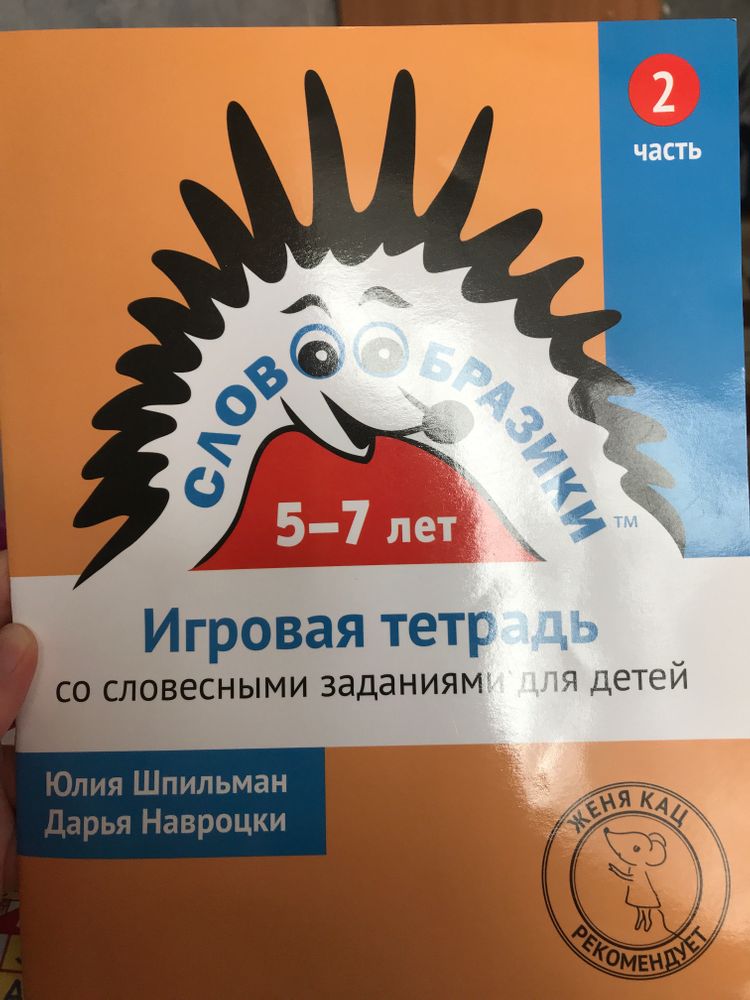 2
часть
СЛОВООБРАЗИКИ™
5–7 лет
Игровая тетрадь
со словесными заданиями для детей
Юлия Шпильман
Дарья Навроцки
ЖЕНЯ КАЦ
РЕКОМЕНДУЕТ